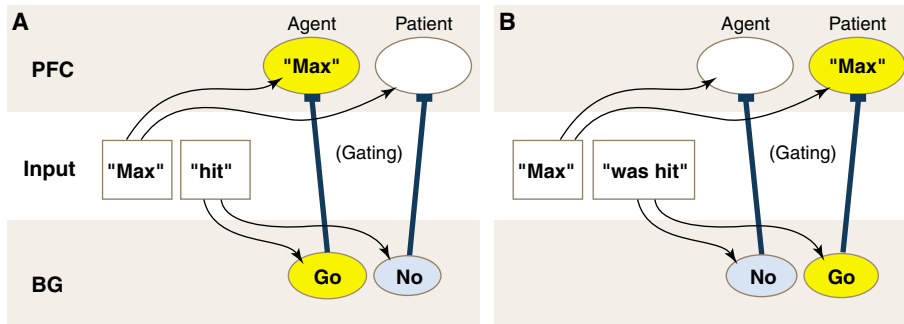 A
Agent
Patient
PFC
"Max"
Input
"Max"
"hit"
(Gating)
BG
Go
No
B
Agent
Patient
"Max"
"Max"
"was hit"
(Gating)
No
Go